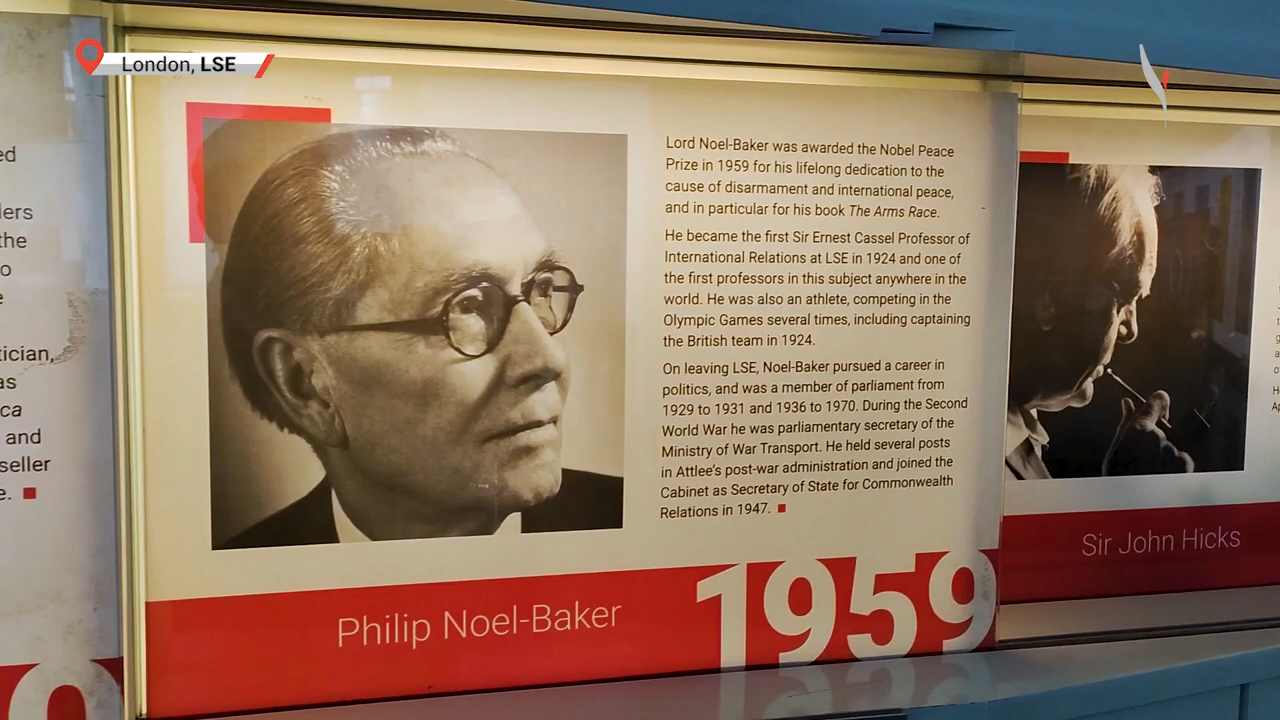 London, LSE
ed
lers
the
o
e
tician,
as
ca
and
seller
e.
Lord Noel-Baker was awarded the Nobel Peace
Prize in 1959 for his lifelong dedication to the
cause of disarmament and international peace,
and in particular for his book The Arms Race.
He became the first Sir Ernest Cassel Professor of
International Relations at LSE in 1924 and one of
the first professors in this subject anywhere in the
world. He was also an athlete, competing in the
Olympic Games several times, including captaining
the British team in 1924.
On leaving LSE, Noel-Baker pursued a career in
politics, and was a member of parliament from
1929 to 1931 and 1936 to 1970. During the Second
World War he was parliamentary secretary of the
Ministry of War Transport. He held several posts
in Attlee's post-war administration and joined the
Cabinet as Secretary of State for Commonwealth
Relations in 1947.
Philip Noel-Baker
1959
Sir John Hicks